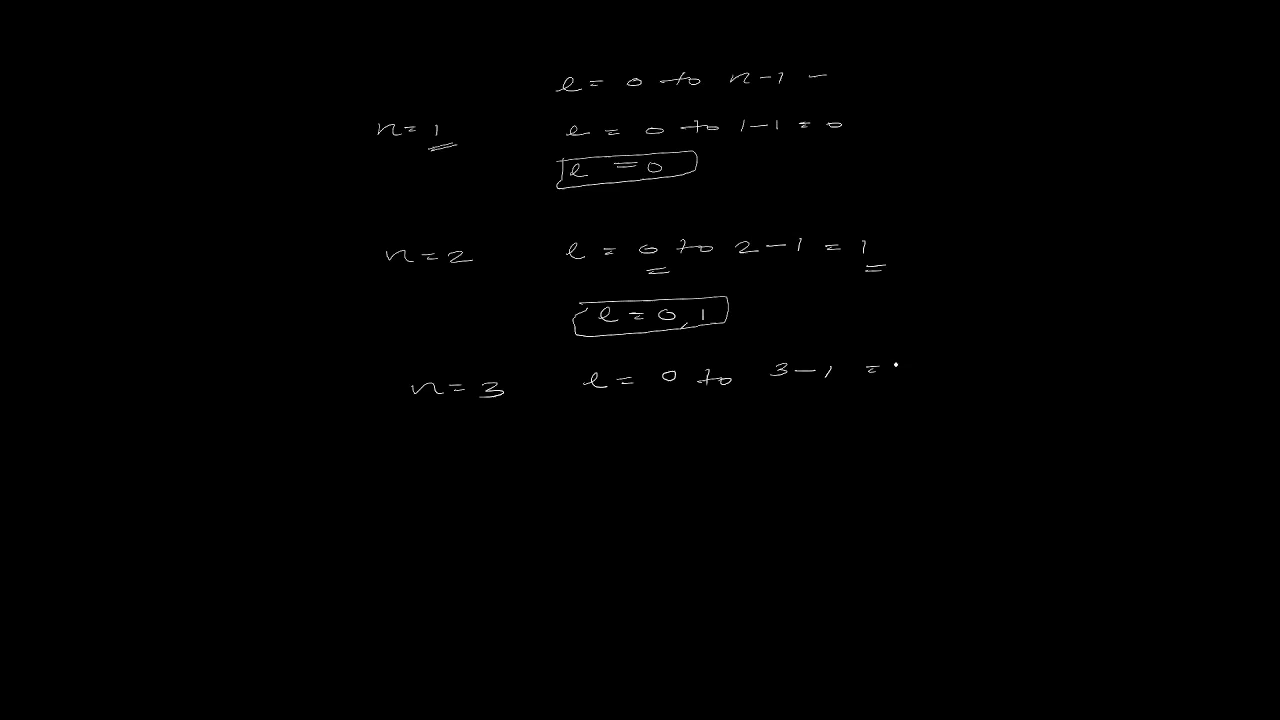 l = 0 to n-1 -
n=1 l = 0 to 1-1 = 0
l = 0
n=2 l = 0 to 2-1 = 1
l = 0,1
n=3 l = 0 to 3-1 =